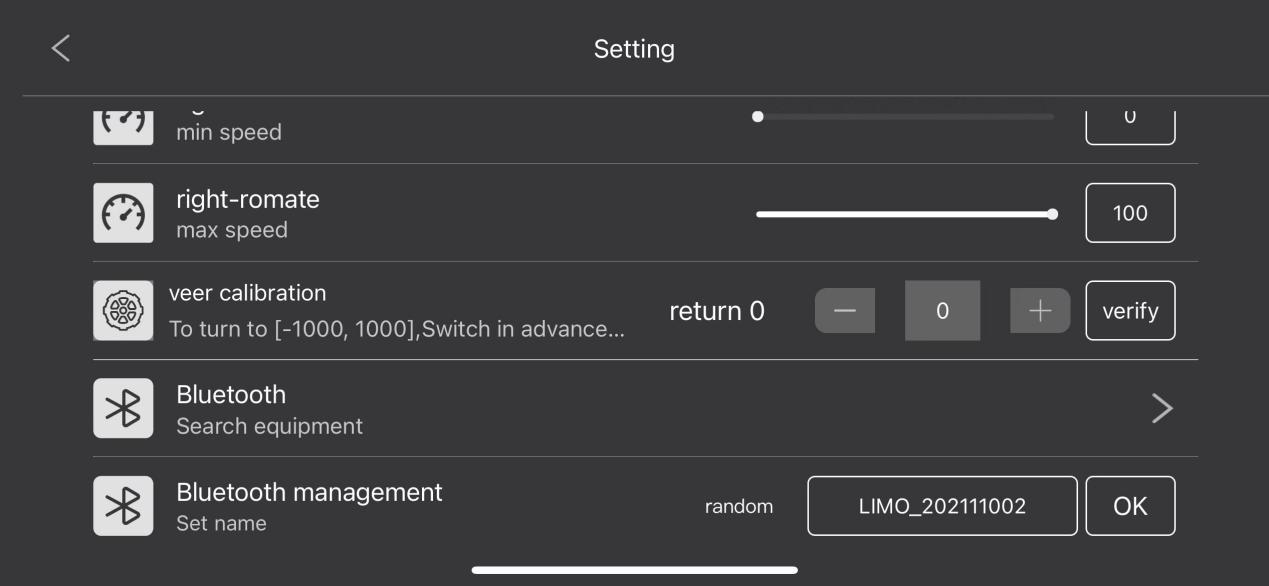 Setting
min speed
0
right-romate
max speed
100
veer calibration
To turn to [-1000, 1000],Switch in advance...
return 0
0
verify
Bluetooth
Search equipment
Bluetooth management
Set name
random
LIMO_202111002
OK